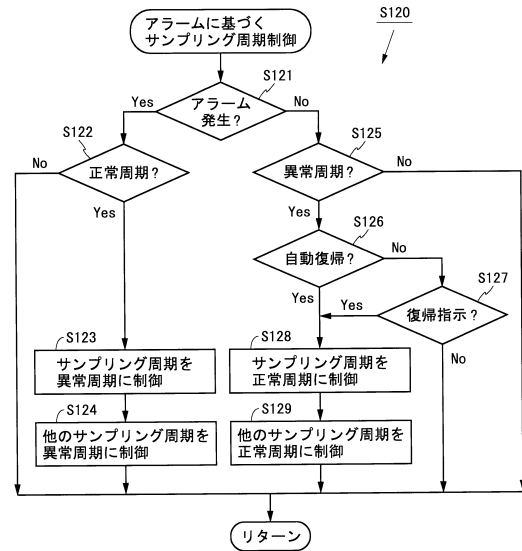 アラームに基づく
サンプリング周期制御
S120
S121
アラーム
発生?
Yes
No
S122
正常周期?
No
Yes
S125
異常周期?
No
Yes
S126
自動復帰?
No
Yes
S127
復帰指示?
Yes
No
S123
サンプリング周期を
異常周期に制御
S128
サンプリング周期を
正常周期に制御
S124
他のサンプリング周期を
異常周期に制御
S129
他のサンプリング周期を
正常周期に制御
リターン